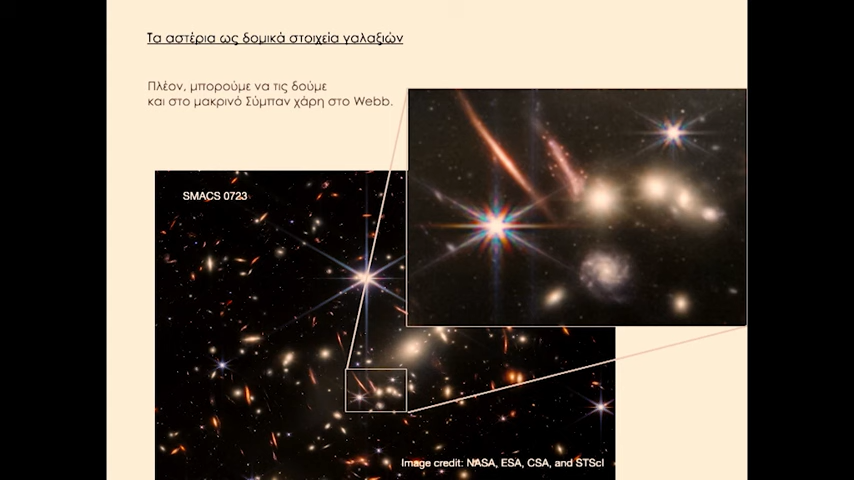 Τα αστέρια ως δομικά στοιχεία γαλαξιών
Πλέον, μπορούμε να τις δούμε
και στο μακρινό Σύμπαν χάρη στο Webb.
SMACS 0723
Image credit: NASA, ESA, CSA, and STScI